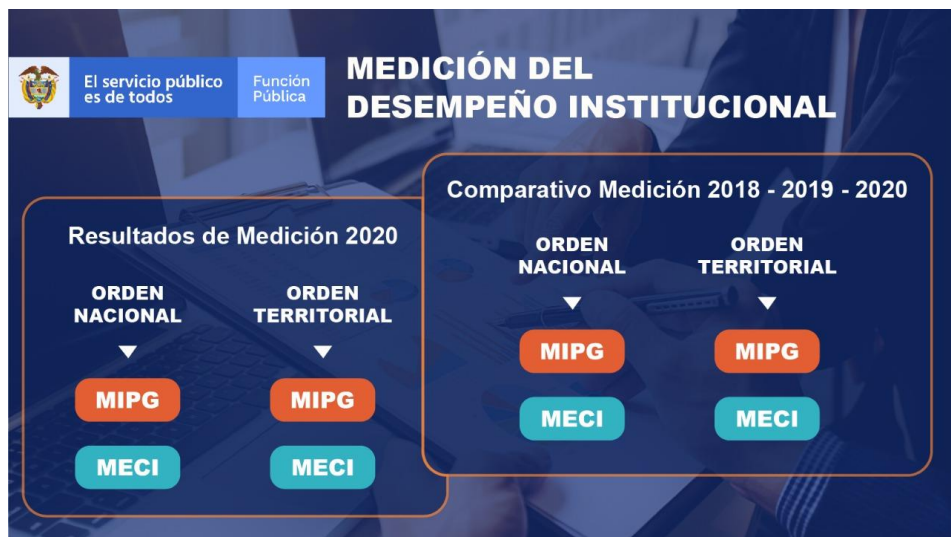 El servicio público
es de todos
Función
Pública
MEDICIÓN DEL
DESEMPEÑO INSTITUCIONAL
Resultados de Medición 2020
ORDEN
NACIONAL
ORDEN
TERRITORIAL
MIPG
MIPG
MECI
MECI
Comparativo Medición 2018 - 2019 - 2020
ORDEN
NACIONAL
ORDEN
TERRITORIAL
MIPG
MIPG
MECI
MECI